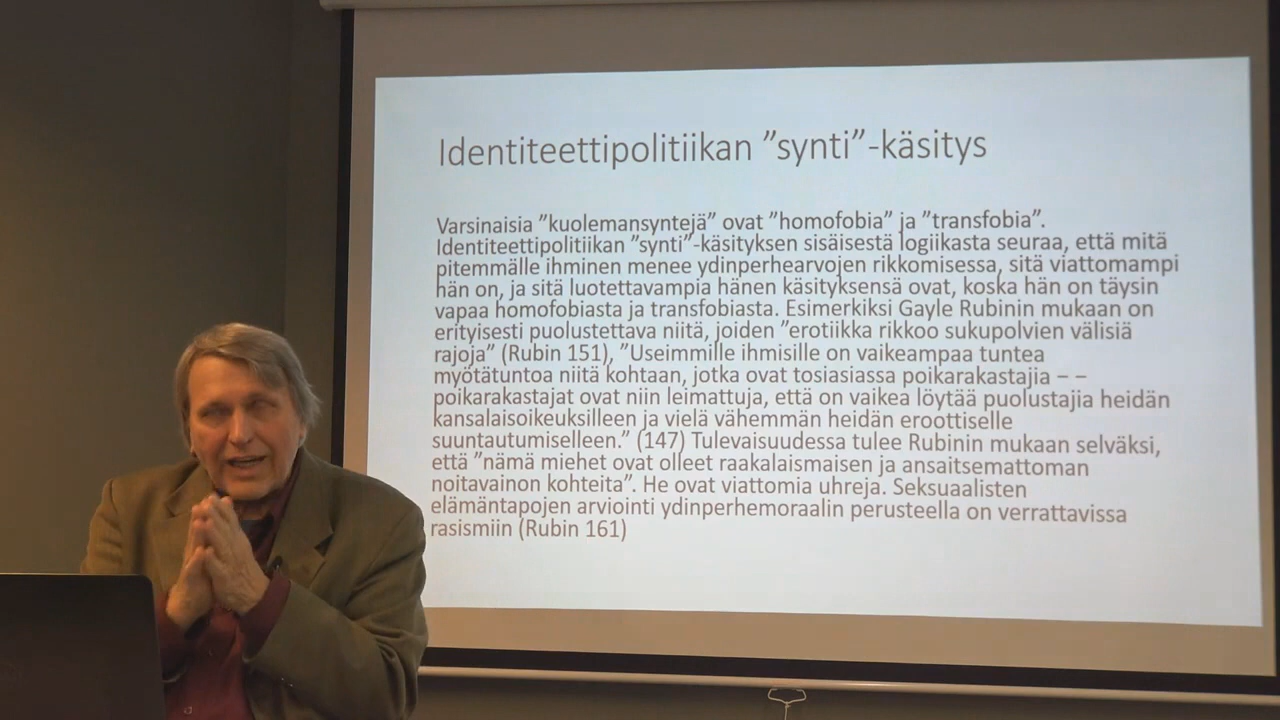 Identiteettipolitiikan ”synti”-käsitys
Varsinaisia ”kuolemansyntejä” ovat ”homofobia” ja ”transfobia”.
Identiteettipolitiikan ”synti”-käsityksen sisäisestä logiikasta seuraa, että mitä
pitemmälle ihminen menee ydinperhearvojen rikkomisessa, sitä viattomampi
hän on, ja sitä luotettavampia hänen käsityksensä ovat, koska hän on täysin
vapaa homofobiasta ja transfobiasta. Esimerkiksi Gayle Rubinin mukaan on
erityisesti puolustettava niitä, joiden ”erotiikka rikkoo sukupolvien välisiä
rajoja” (Rubin 151), ”Useimmille ihmisille on vaikeampaa tuntea
myötätuntoa niitä kohtaan, jotka ovat tosiasiassa poikarakastajia – –
poikarakastajat ovat niin leimattuja, että on vaikea löytää puolustajia heidän
kansalaisoikeuksilleen ja vielä vähemmän heidän eroottiselle
suuntautumiselleen.” (147) Tulevaisuudessa tulee Rubinin mukaan selväksi,
että ”nämä miehet ovat olleet raakalaismaisen ja ansaitsemattoman
noitavainon kohteita”. He ovat viattomia uhreja. Seksuaalisten
elämäntapojen arviointi ydinperhemoraalin perusteella on verrattavissa
rasismiin (Rubin 161)